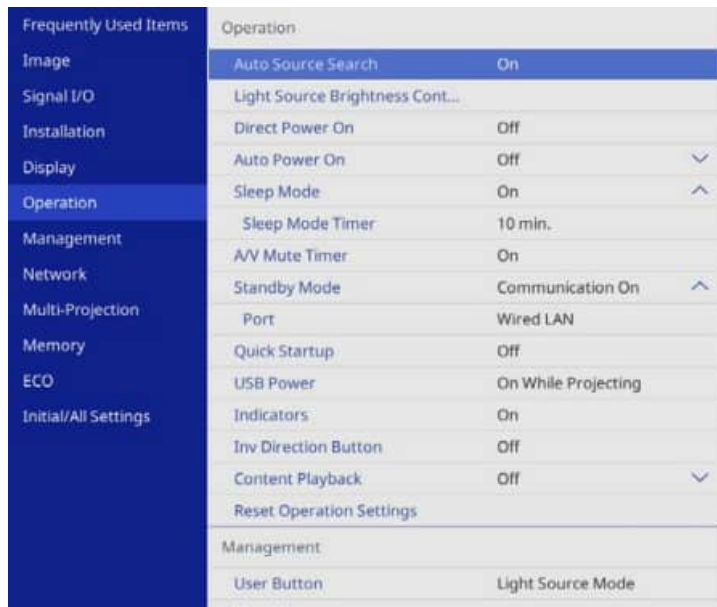 Frequently Used Items
Image
Signal I/O
Installation
Display
Operation
Management
Network
Multi-Projection
Memory
ECO
Initial/All Settings
Operation
Auto Source Search On
Light Source Brightness Cont...
Direct Power On Off
Auto Power On Off
Sleep Mode On
Sleep Mode Timer 10 min.
A/V Mute Timer On
Standby Mode Communication On
Port Wired LAN
Quick Startup Off
USB Power On While Projecting
Indicators On
Inv Direction Button Off
Content Playback Off
Reset Operation Settings
Management
User Button Light Source Mode